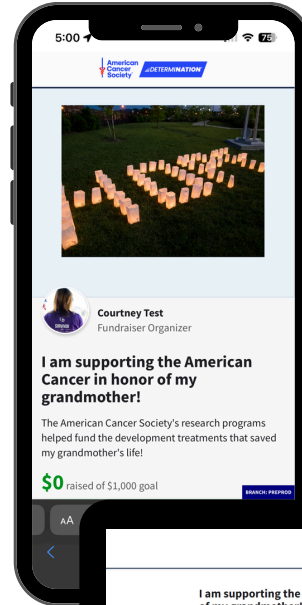 5:00
75
American
Cancer
Society
DETERMINATION
Courtney Test
Fundraiser Organizer
I am supporting the American
Cancer in honor of my
grandmother!
The American Cancer Society's research programs
helped fund the development treatments that saved
my grandmother's life!
$0 raised of $1,000 goal
BRANCH: PREPROD
AA
I am supporting the